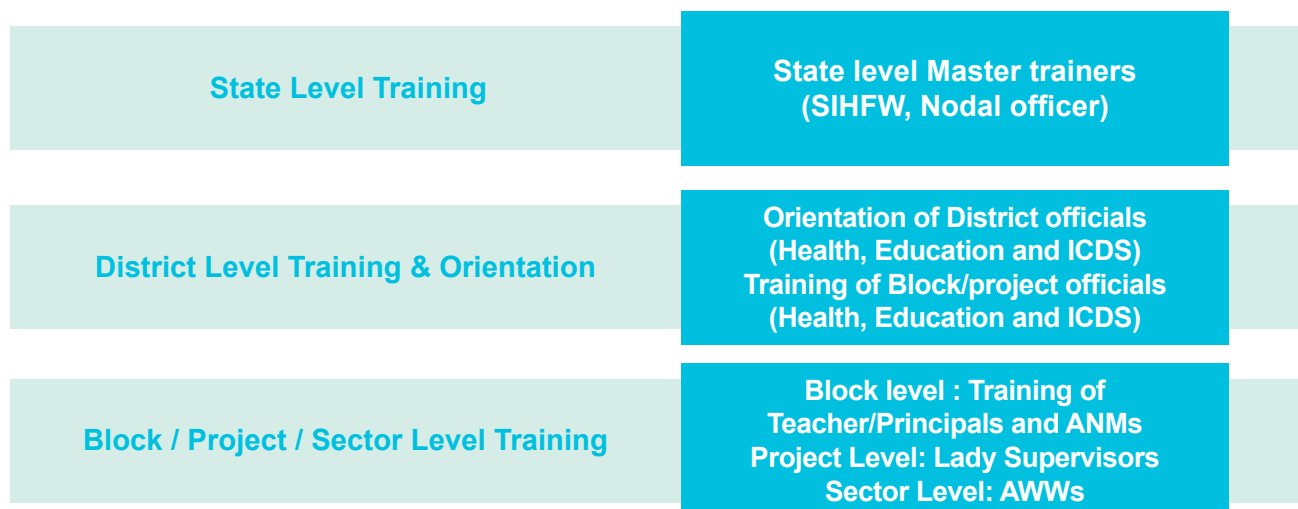 State Level Training
State level Master trainers
(SIHFW, Nodal officer)
District Level Training & Orientation
Orientation of District officials
(Health, Education and ICDS)
Training of Block/project officials
(Health, Education and ICDS)
Block / Project / Sector Level Training
Block level : Training of
Teacher/Principals and ANMs
Project Level: Lady Supervisors
Sector Level: AWWs